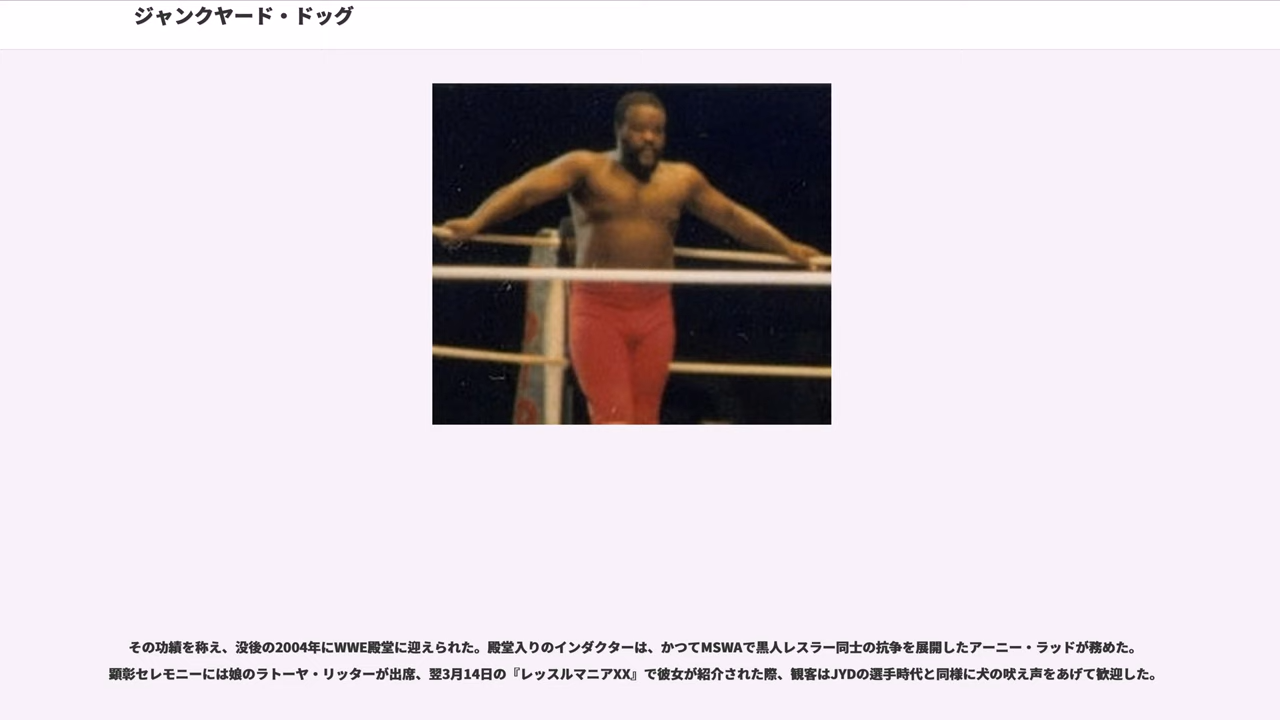 ジャンクヤード・ドッグ
その功績を称え、没後の2004年にWWE殿堂に迎えられた。殿堂入りのインダクターは、かつてMSWAで黒人レスラー同士の抗争を展開したアーニー・ラッドが務めた。
顕彰セレモニーには娘のラトーヤ・リッターが出席、翌3月14日の『レッスルマニアXX』で彼女が紹介された際、観客はJYDの選手時代と同様に犬の吠え声をあげて歓迎した。